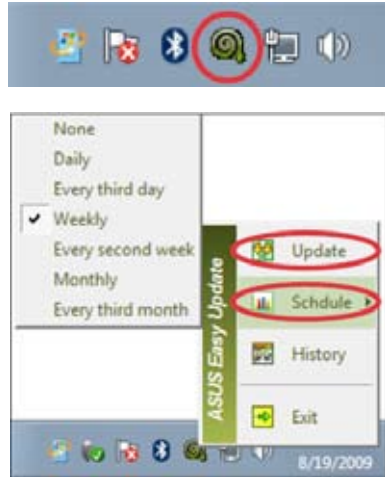 None
Daily
Every third day
Weekly
Every second week
Monthly
Every third month
ASUS Easy Update
Update
Schdule
History
Exit
8/19/2009